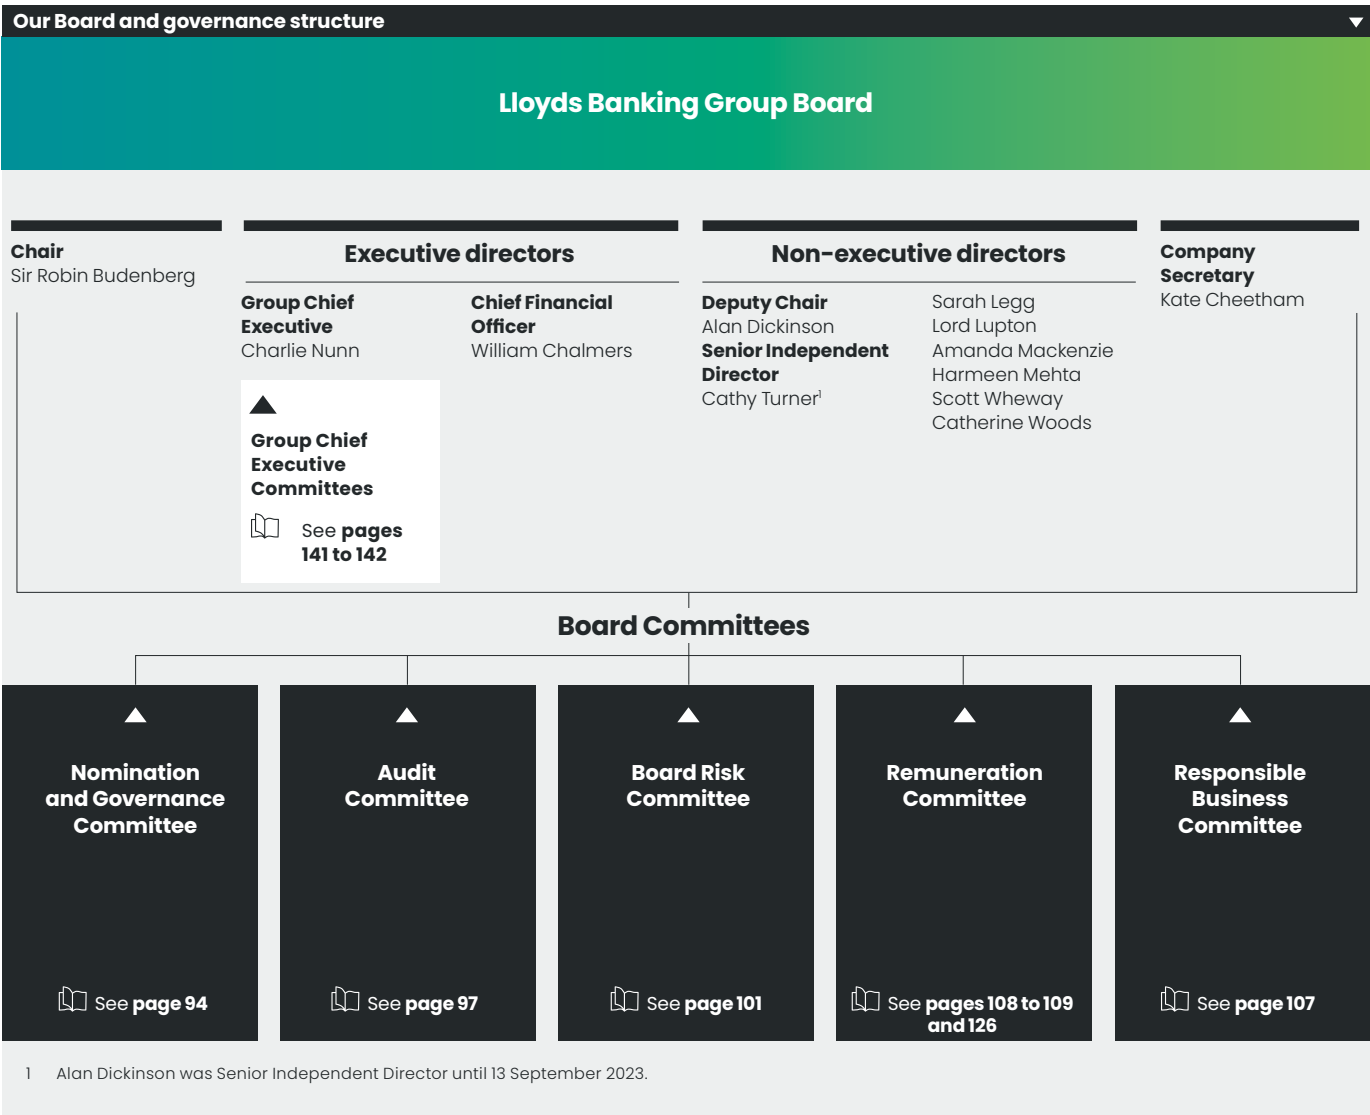 Our Board and governance structure
Lloyds Banking Group Board
Chair
Sir Robin Budenberg
Executive directors
Group Chief
Executive
Charlie Nunn
Chief Financial
Officer
William Chalmers
Group Chief
Executive
Committees
See pages
141 to 142
Non-executive directors
Deputy Chair
Alan Dickinson
Senior Independent
Director
Cathy Turner¹
Sarah Legg
Lord Lupton
Amanda Mackenzie
Harmeen Mehta
Scott Wheway
Catherine Woods
Company
Secretary
Kate Cheetham
Board Committees
Nomination
and Governance
Committee
See page 94
Audit
Committee
See page 97
Board Risk
Committee
See page 101
Remuneration
Committee
See pages 108 to 109
and 126
Responsible
Business
Committee
See page 107
1 Alan Dickinson was Senior Independent Director until 13 September 2023.